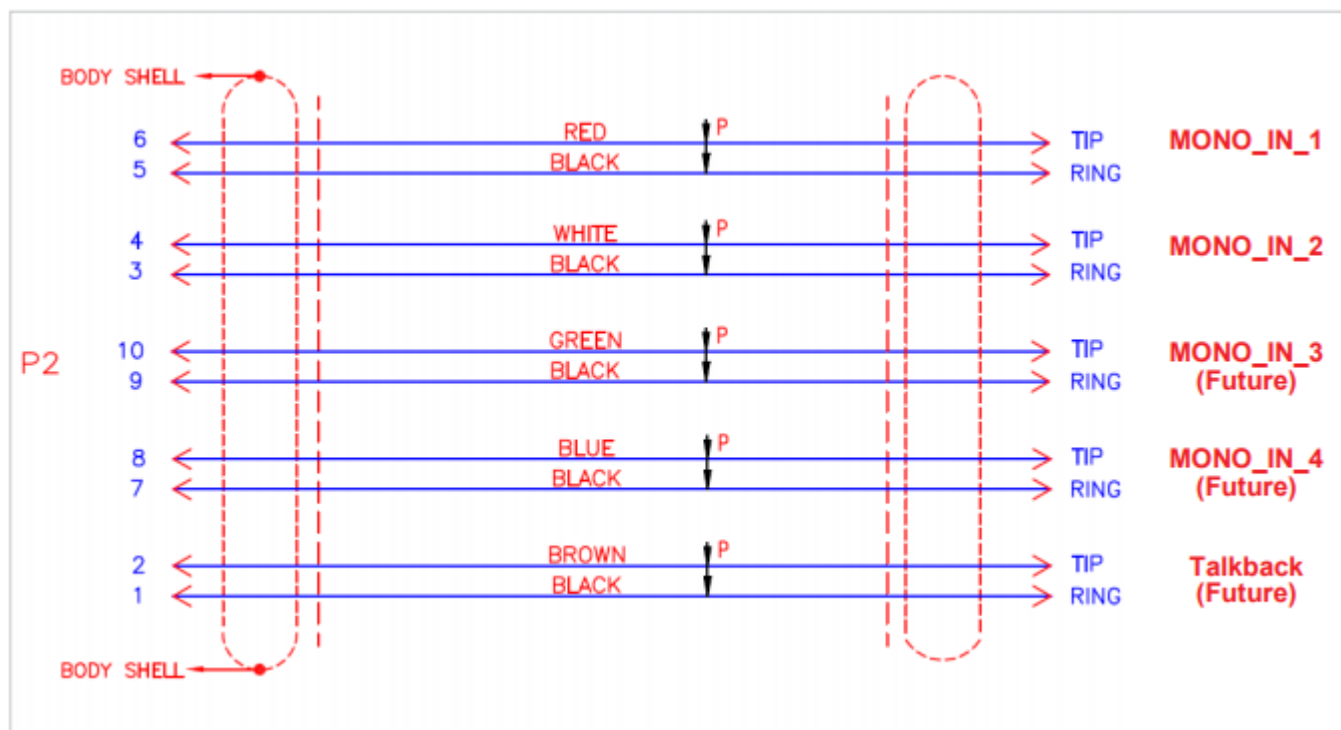 BODY SHELL
6 RED P TIP MONO_IN_1
5 BLACK RING
4 WHITE P TIP MONO_IN_2
3 BLACK RING
P2
10 GREEN P TIP MONO_IN_3
9 BLACK RING (Future)
8 BLUE P TIP MONO_IN_4
7 BLACK RING (Future)
2 BROWN P TIP Talkback
1 BLACK RING (Future)
BODY SHELL